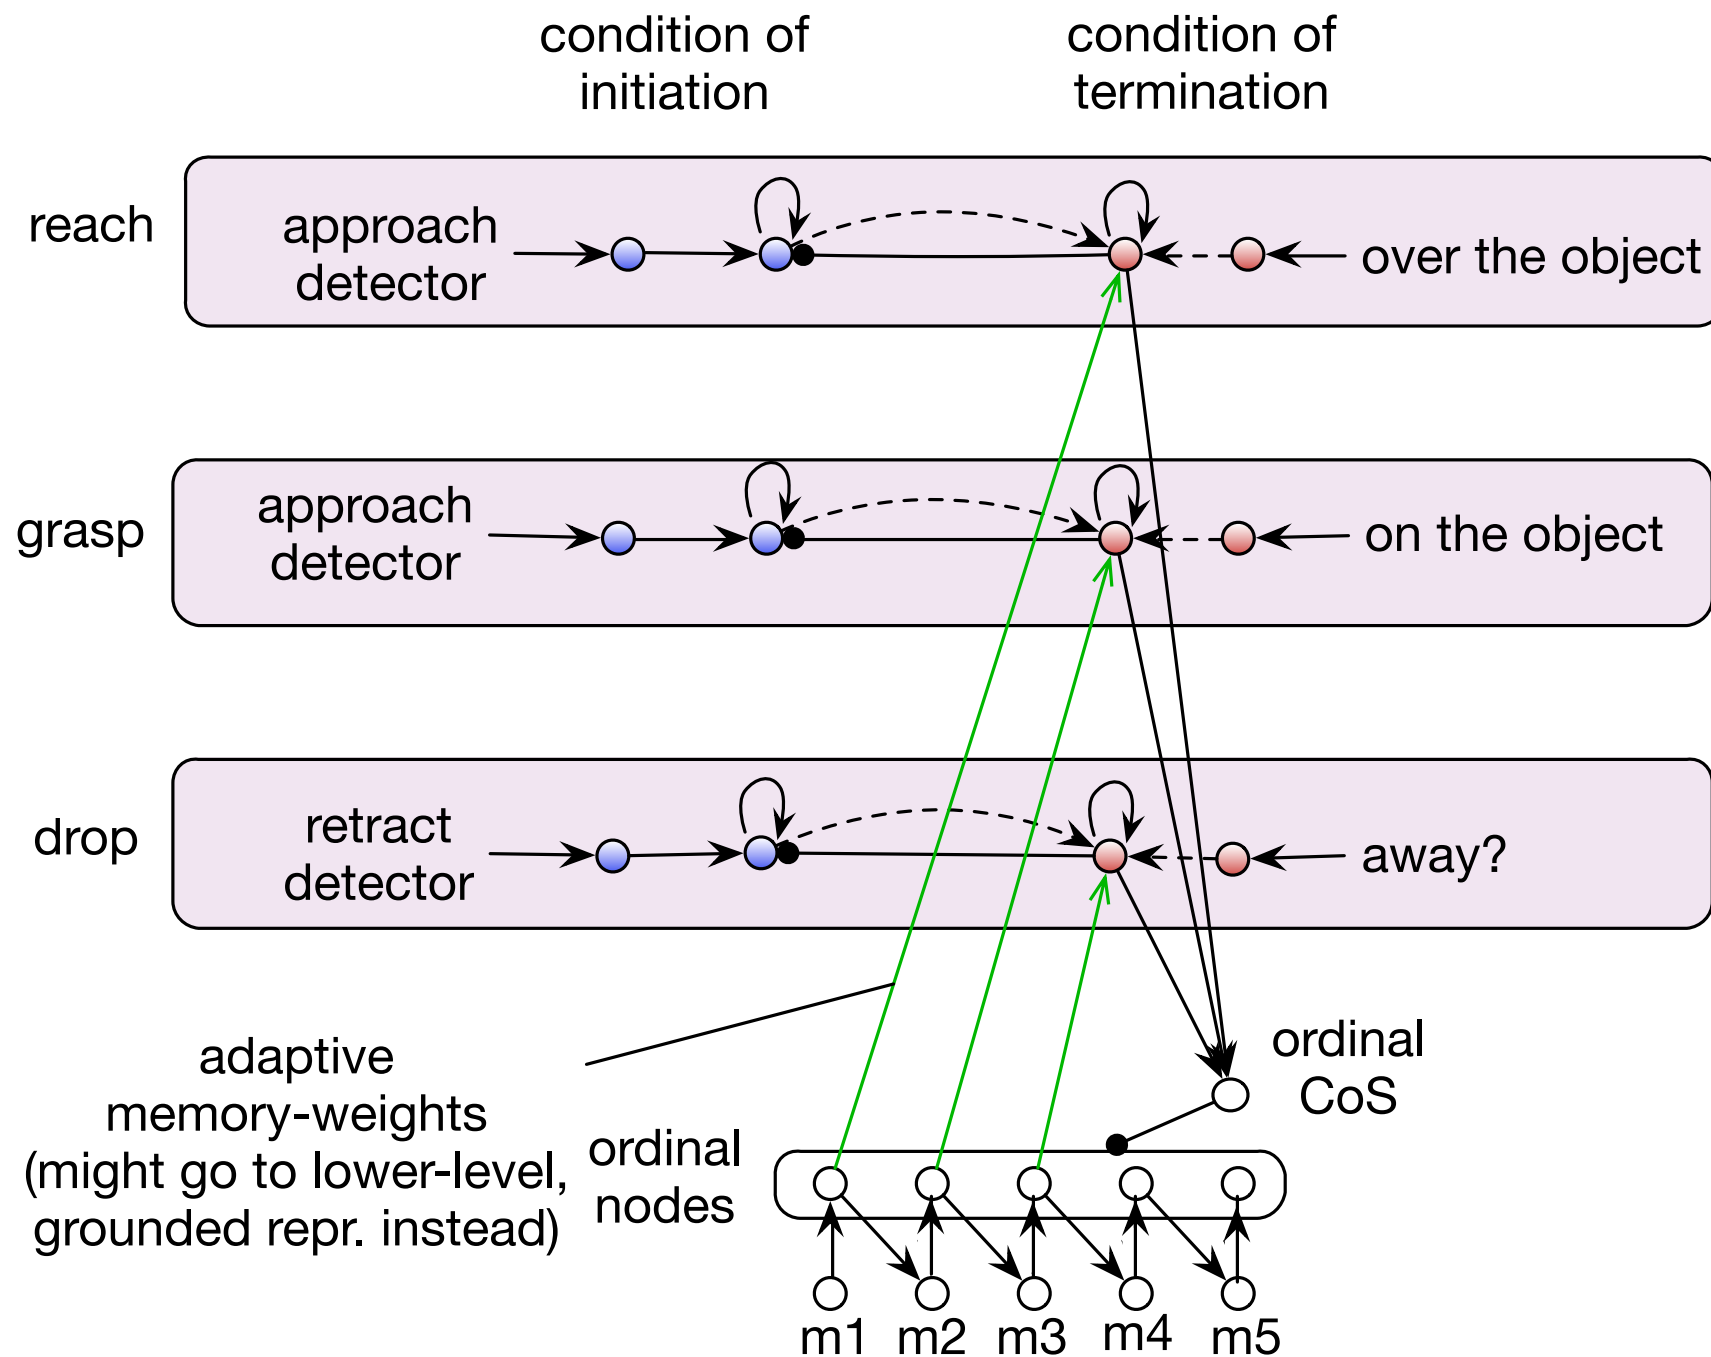 condition of
initiation
condition of
termination
reach
approach
detector
over the object
grasp
approach
detector
on the object
drop
retract
detector
away?
adaptive
memory-weights
(might go to lower-level,
grounded repr. instead)
ordinal
nodes
ordinal
CoS
m1 m2 m3 m4 m5